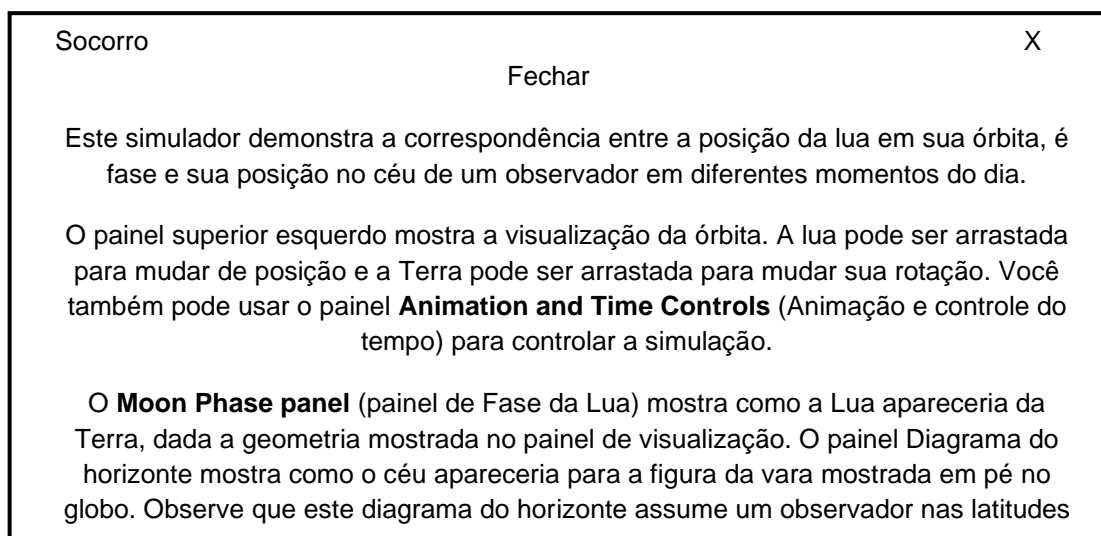 Socorro X
Fechar
Este simulador demonstra a correspondência entre a posição da lua em sua órbita, é
fase e sua posição no céu de um observador em diferentes momentos do dia.
O painel superior esquerdo mostra a visualização da órbita. A lua pode ser arrastada
para mudar de posição e a Terra pode ser arrastada para mudar sua rotação. Você
também pode usar o painel Animation and Time Controls (Animação e controle do
tempo) para controlar a simulação.
O Moon Phase panel (painel de Fase da Lua) mostra como a Lua apareceria da
Terra, dada a geometria mostrada no painel de visualização. O painel Diagrama do
horizonte mostra como o céu apareceria para a figura da vara mostrada em pé no
globo. Observe que este diagrama do horizonte assume um observador nas latitudes